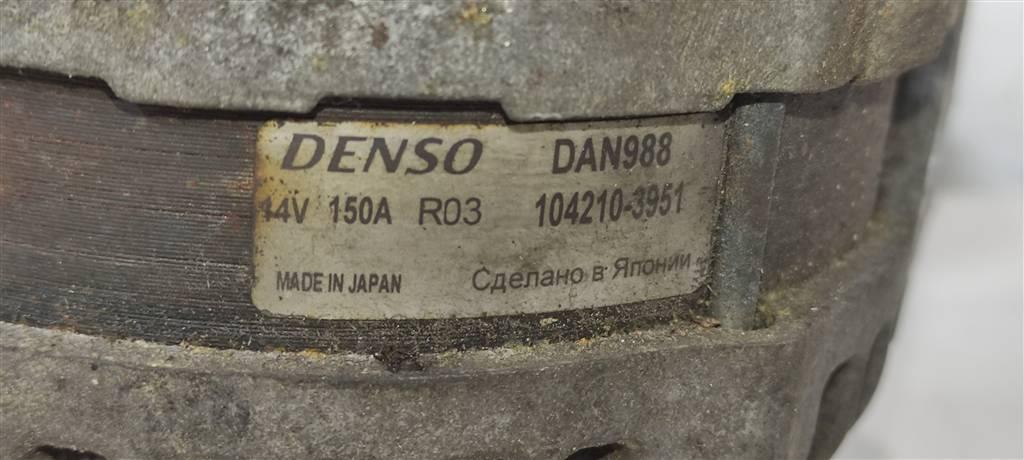 DENSO DAN988
14V 150A R03 104210-3951
MADE IN JAPAN Сделано в Японии